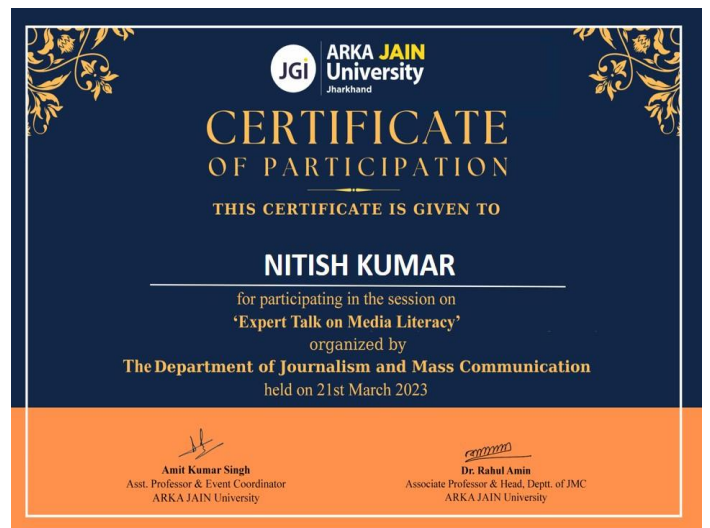 JGi
ARKA JAIN
University
Jharkhand
CERTIFICATE
OF PARTICIPATION
THIS CERTIFICATE IS GIVEN TO
NITISH KUMAR
for participating in the session on
‘Expert Talk on Media Literacy’
organized by
The Department of Journalism and Mass Communication
held on 21st March 2023
Amit Kumar Singh
Asst. Professor & Event Coordinator
ARKA JAIN University
Dr. Rahul Amin
Associate Professor & Head, Deptt. of JMC
ARKA JAIN University